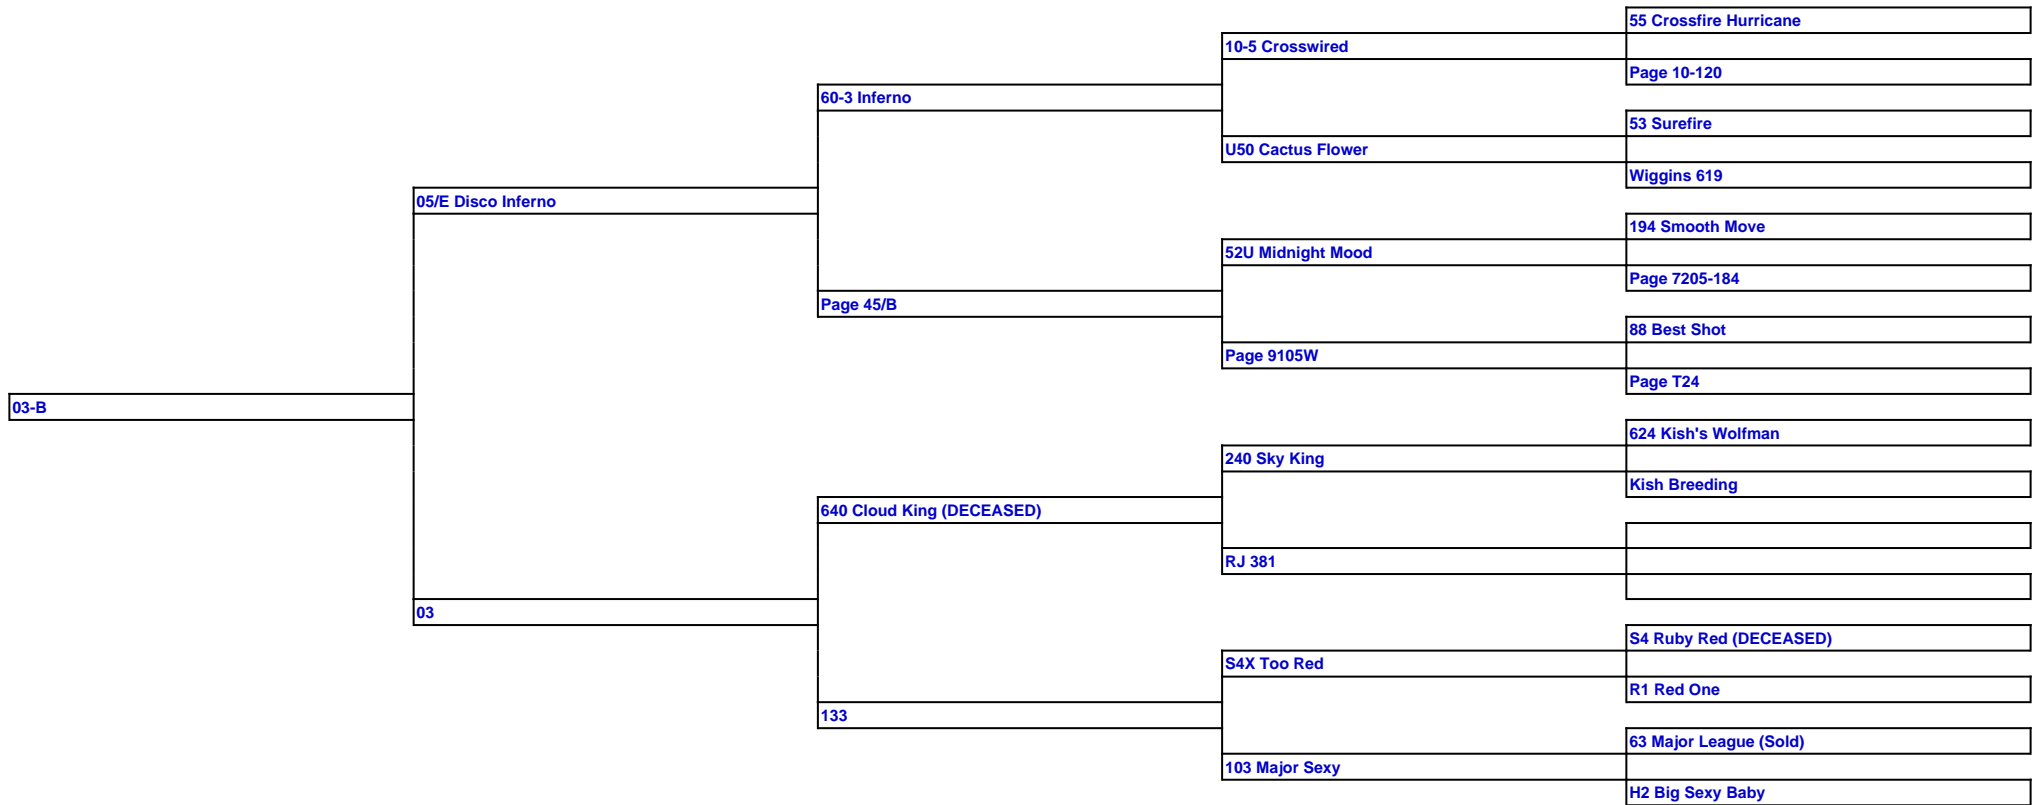 55 Crossfire Hurricane
10-5 Crosswired
Page 10-120
60-3 Inferno
53 Surefire
U50 Cactus Flower
Wiggins 619
05/E Disco Inferno
194 Smooth Move
52U Midnight Mood
Page 7205-184
Page 45/B
88 Best Shot
Page 9105W
Page T24
03-B
624 Kish's Wolfman
240 Sky King
Kish Breeding
640 Cloud King (DECEASED)
RJ 381
03
S4 Ruby Red (DECEASED)
S4X Too Red
R1 Red One
133
63 Major League (Sold)
103 Major Sexy
H2 Big Sexy Baby